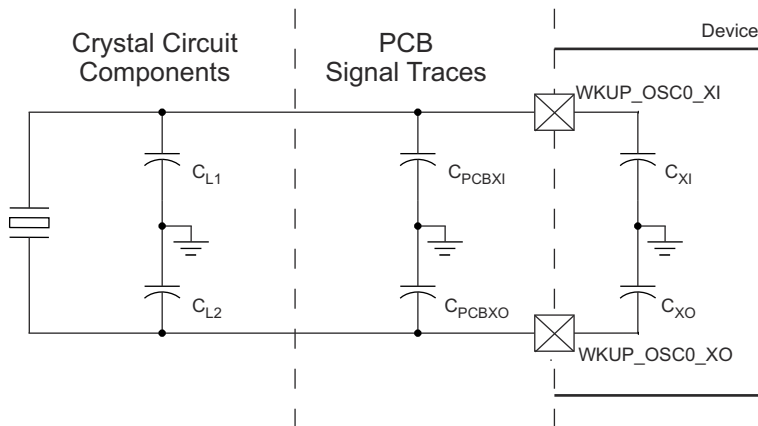 Crystal Circuit
Components
PCB
Signal Traces
Device
WKUP_OSC0_XI
CL1
CPCBXI
CXI
CL2
CPCBXO
CXO
WKUP_OSC0_XO